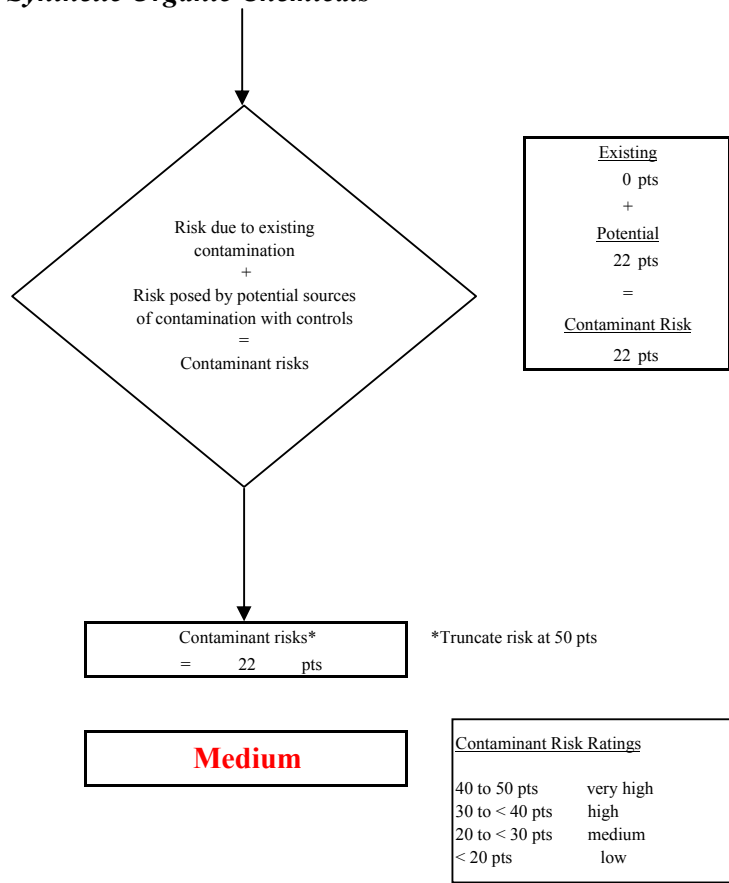 Synthetic Organic Chemicals
Risk due to existing
contamination
+
Risk posed by potential sources
of contamination with controls
=
Contaminant risks
Existing
0 pts
+
Potential
22 pts
=
Contaminant Risk
22 pts
Contaminant risks*
= 22 pts
*Truncate risk at 50 pts
Medium
Contaminant Risk Ratings
40 to 50 pts very high
30 to < 40 pts high
20 to < 30 pts medium
< 20 pts low